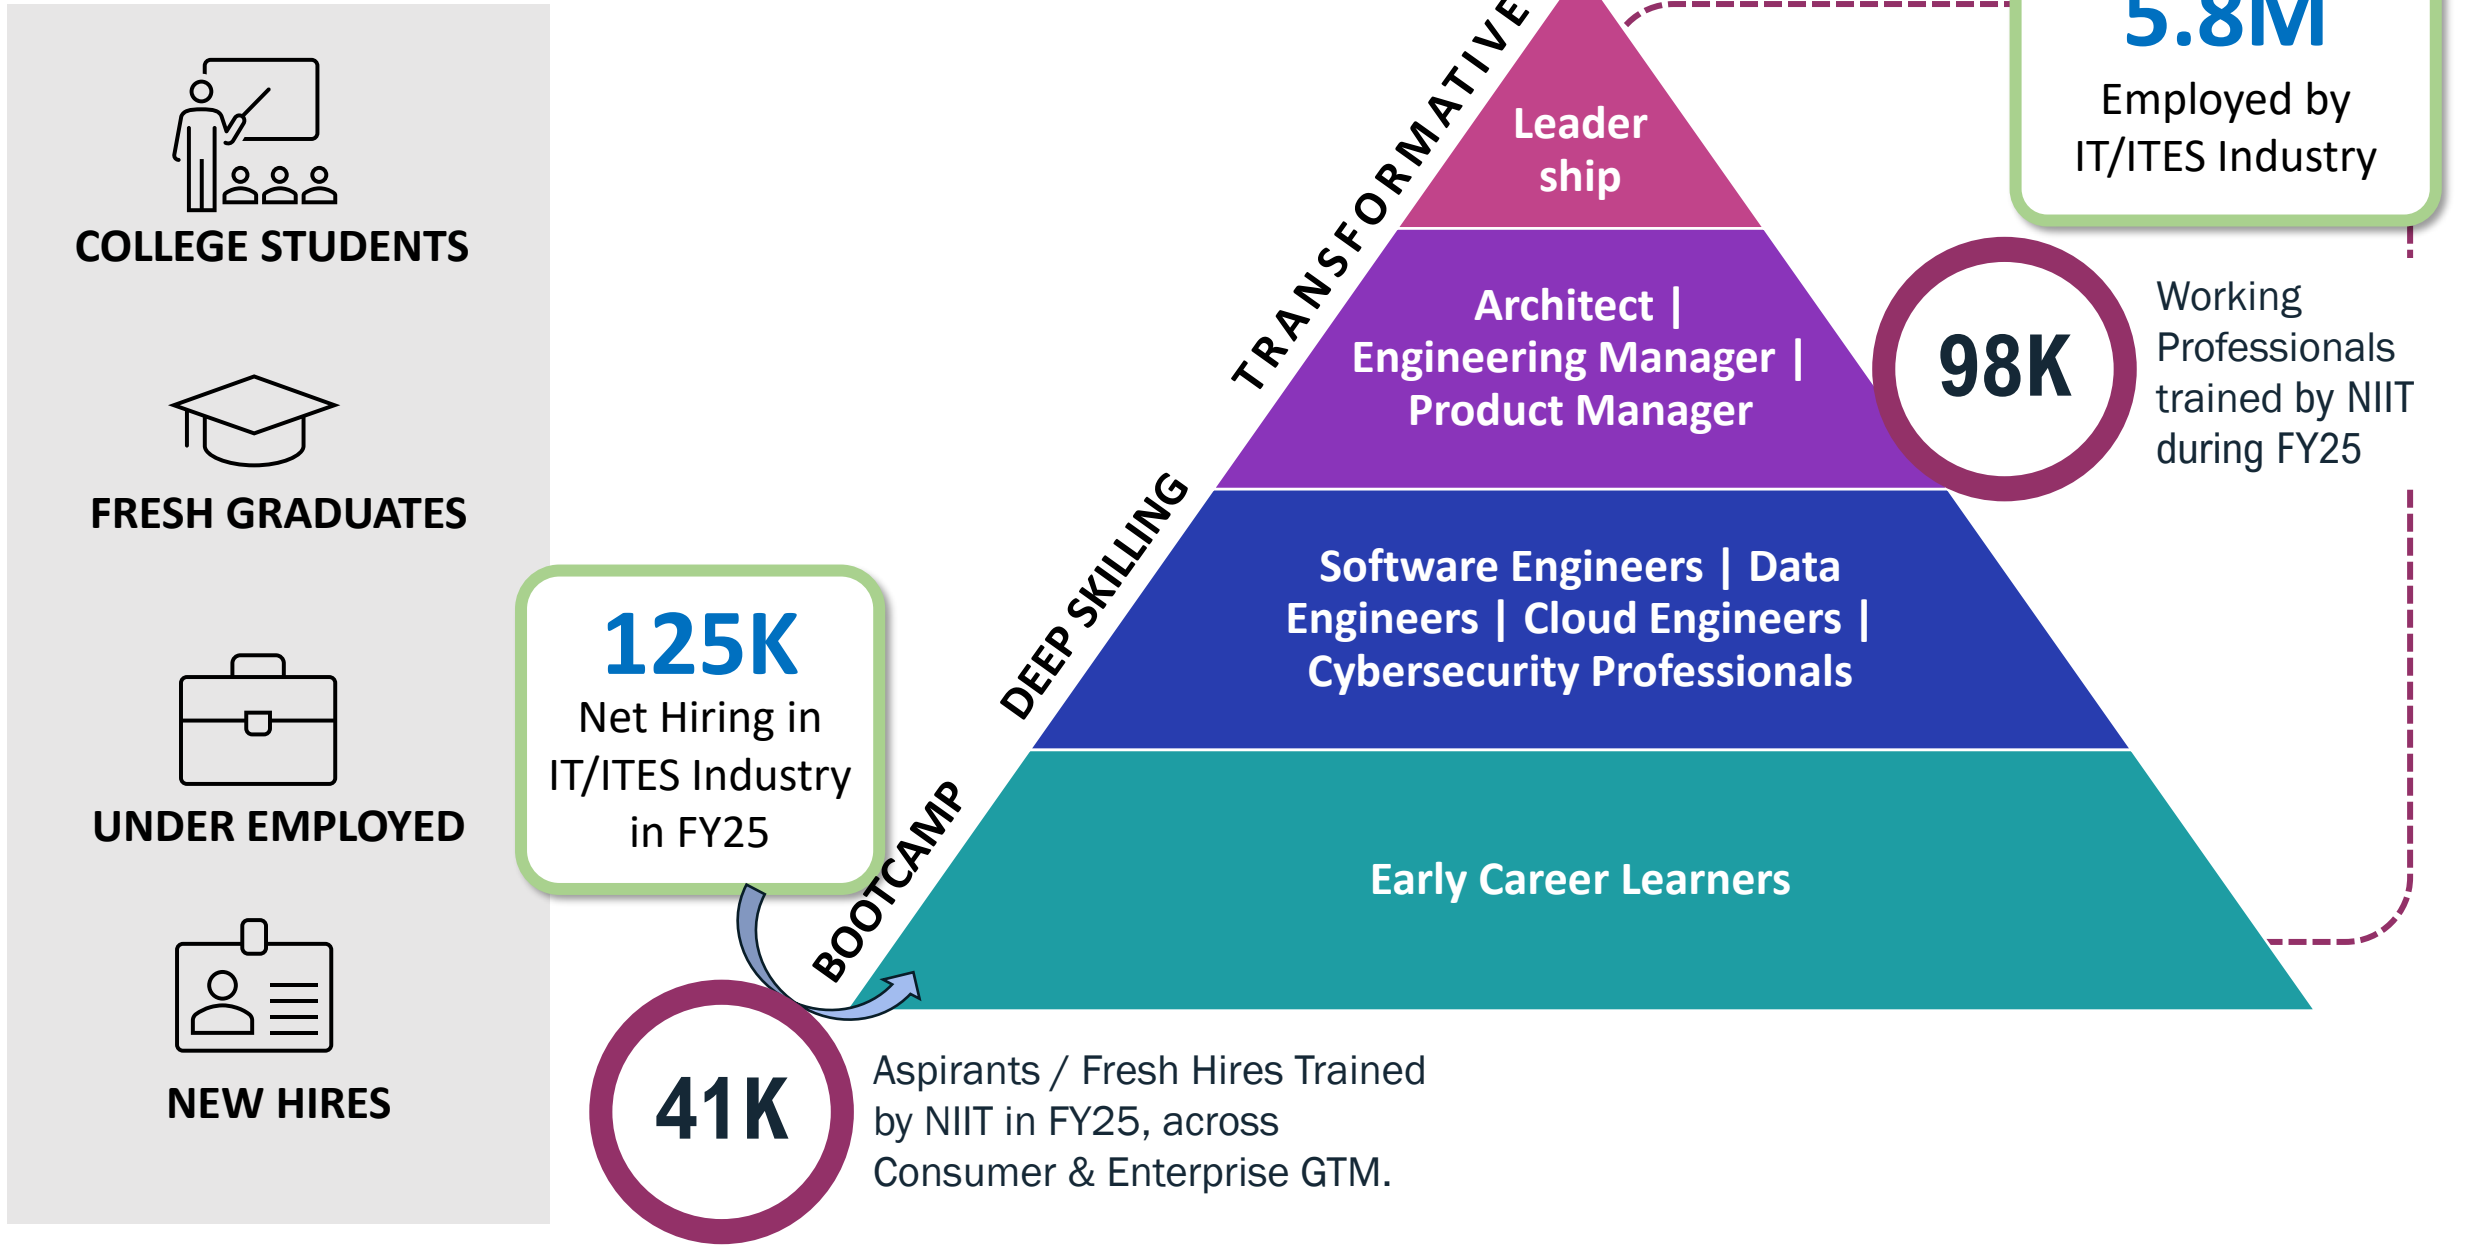 COLLEGE STUDENTS
FRESH GRADUATES
UNDER EMPLOYED
NEW HIRES
125K
Net Hiring in
IT/ITES Industry
in FY25
41K
Aspirants / Fresh Hires Trained
by NIIT in FY25, across
Consumer & Enterprise GTM.
TRANSFORMATIVE
DEEP SKILLING
BOOTCAMP
Leader
ship
Architect |
Engineering Manager |
Product Manager
Software Engineers | Data
Engineers | Cloud Engineers |
Cybersecurity Professionals
Early Career Learners
5.8M
Employed by
IT/ITES Industry
98K
Working
Professionals
trained by NIIT
during FY25